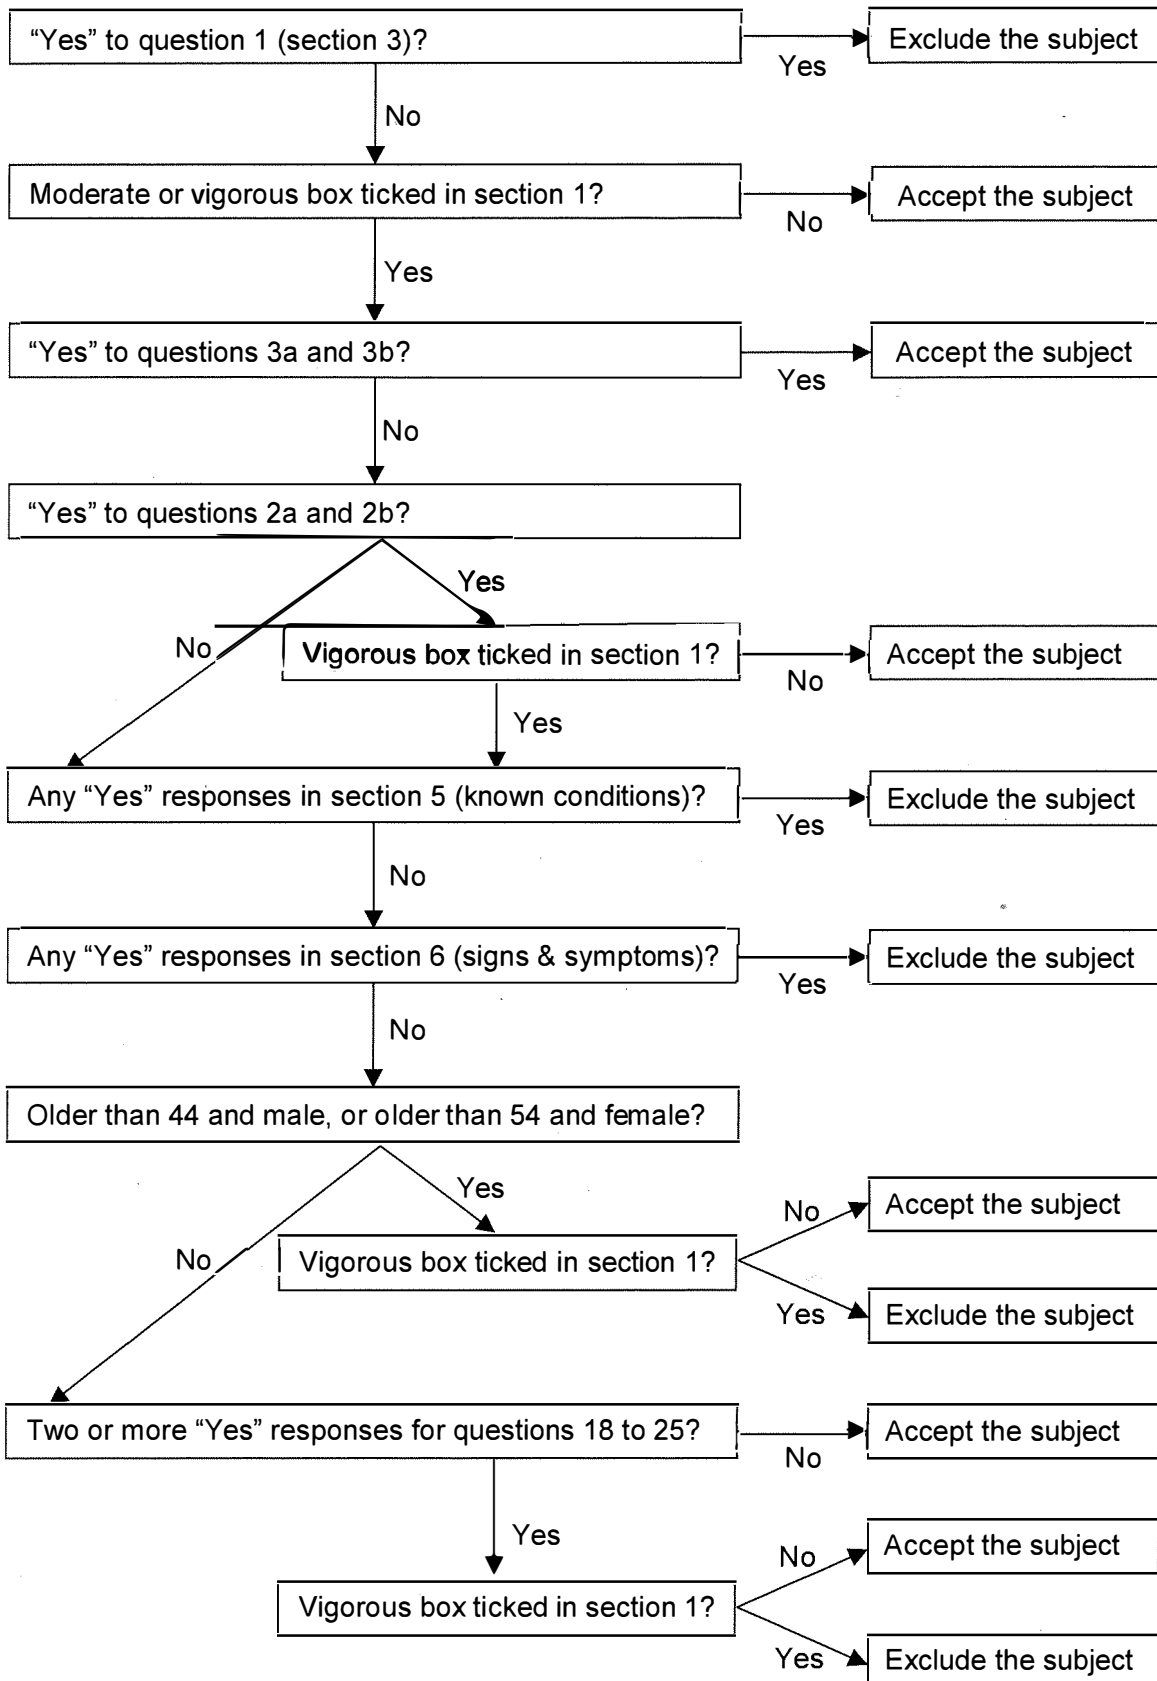 “Yes” to question 1 (section 3)?
Yes
Exclude the subject
No
Moderate or vigorous box ticked in section 1?
No
Accept the subject
Yes
“Yes” to questions 3a and 3b?
Yes
Accept the subject
No
“Yes” to questions 2a and 2b?
Yes
No
Vigorous box ticked in section 1?
No
Accept the subject
Yes
Any “Yes” responses in section 5 (known conditions)?
Yes
Exclude the subject
No
Any “Yes” responses in section 6 (signs & symptoms)?
Yes
Exclude the subject
No
Older than 44 and male, or older than 54 and female?
Yes
No
Vigorous box ticked in section 1?
No
Accept the subject
Yes
Exclude the subject
Two or more “Yes” responses for questions 18 to 25?
No
Accept the subject
Yes
Vigorous box ticked in section 1?
No
Accept the subject
Yes
Exclude the subject